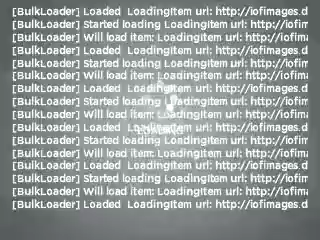 [BulkLoader] Loaded LoadingItem url: http://iofimages.d
[BulkLoader] Started loading LoadingItem url: http://iofim
[BulkLoader] Will load item: LoadingItem url: http://iofima
[BulkLoader] Loaded LoadingItem url: http://iofimages.d
[BulkLoader] Started loading LoadingItem url: http://iofim
[BulkLoader] Will load item: LoadingItem url: http://iofima
[BulkLoader] Loaded LoadingItem url: http://iofimages.d
[BulkLoader] Started loading LoadingItem url: http://iofim
[BulkLoader] Will load item: LoadingItem url: http://iofima
[BulkLoader] Loaded LoadingItem url: http://iofimages.d
[BulkLoader] Started loading LoadingItem url: http://iofim
[BulkLoader] Will load item: LoadingItem url: http://iofima
[BulkLoader] Loaded LoadingItem url: http://iofimages.d
[BulkLoader] Started loading LoadingItem url: http://iofim
[BulkLoader] Will load item: LoadingItem url: http://iofima
[BulkLoader] Loaded LoadingItem url: http://iofimages.d